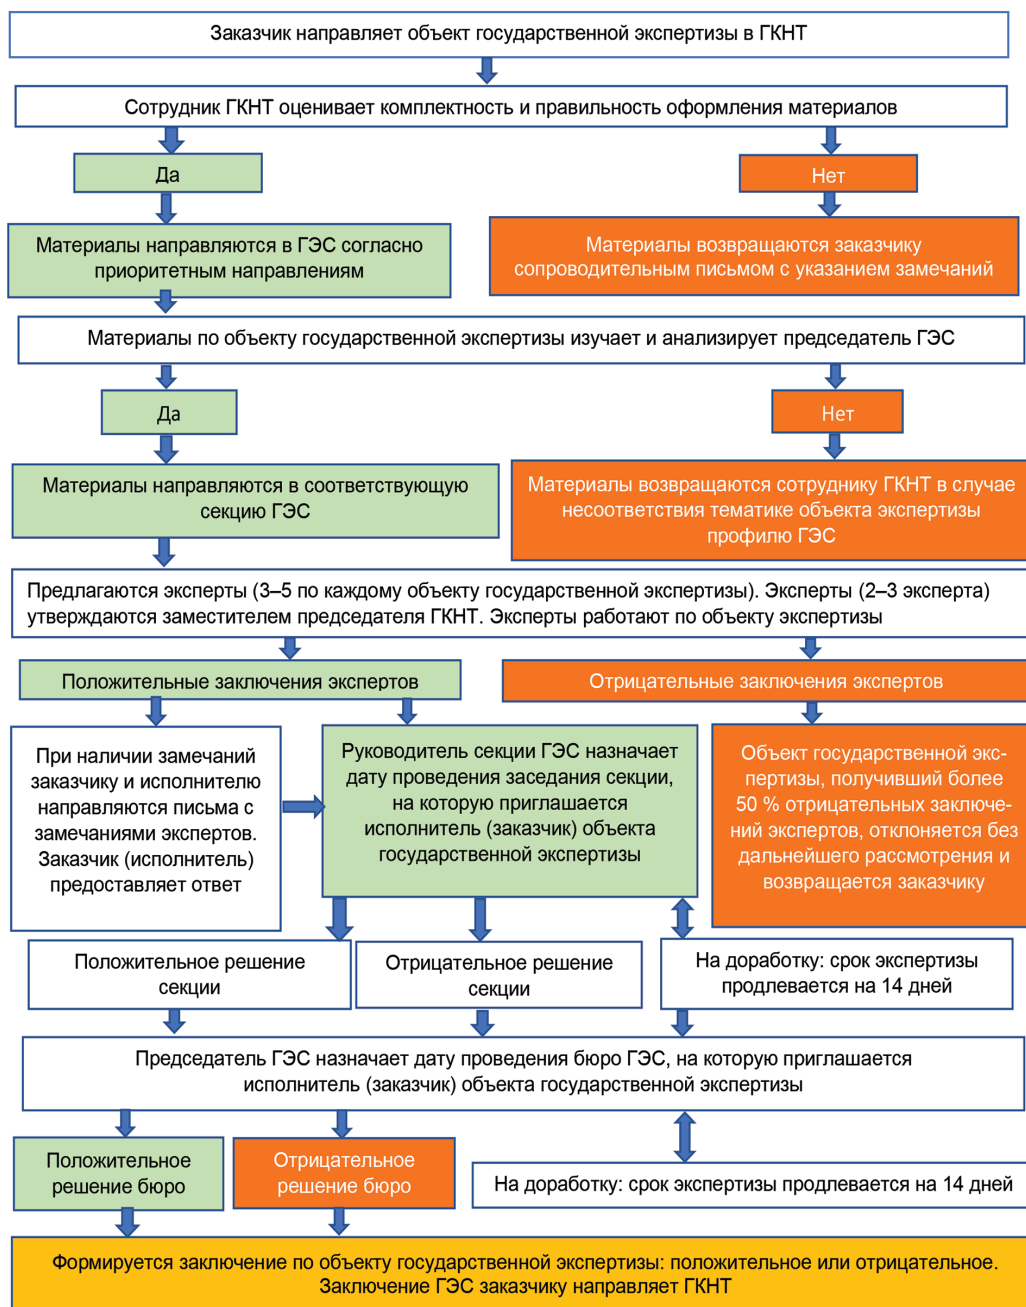 Заказчик направляет объект государственной экспертизы в ГКНТ
Сотрудник ГКНТ оценивает комплектность и правильность оформления материалов
Да
Нет
Материалы направляются в ГЭС согласно
приоритетным направлениям
Материалы возвращаются заказчику
сопроводительным письмом с указанием замечаний
Материалы по объекту государственной экспертизы изучает и анализирует председатель ГЭС
Да
Нет
Материалы направляются в соответствующую
секцию ГЭС
Материалы возвращаются сотруднику ГКНТ в случае
несоответствия тематике объекта экспертизы
профилю ГЭС
Предлагаются эксперты (3–5 по каждому объекту государственной экспертизы). Эксперты (2–3 эксперта)
утверждаются заместителем председателя ГКНТ. Эксперты работают по объекту экспертизы
Положительные заключения экспертов
Отрицательные заключения экспертов
При наличии замечаний
заказчику и исполнителю
направляются письма с
замечаниями экспертов.
Заказчик (исполнитель)
предоставляет ответ
Руководитель секции ГЭС назначает
дату проведения заседания секции,
на которую приглашается
исполнитель (заказчик) объекта
государственной экспертизы
Объект государственной экс-
пертизы, получивший более
50 % отрицательных заключе-
ний экспертов, отклоняется без
дальнейшего рассмотрения и
возвращается заказчику
Положительное решение
секции
Отрицательное решение
секции
На доработку: срок экспертизы
продлевается на 14 дней
Председатель ГЭС назначает дату проведения бюро ГЭС, на которую приглашается
исполнитель (заказчик) объекта государственной экспертизы
Положительное
решение бюро
Отрицательное
решение бюро
На доработку: срок экспертизы продлевается на 14 дней
Формируется заключение по объекту государственной экспертизы: положительное или отрицательное.
Заключение ГЭС заказчику направляет ГКНТ